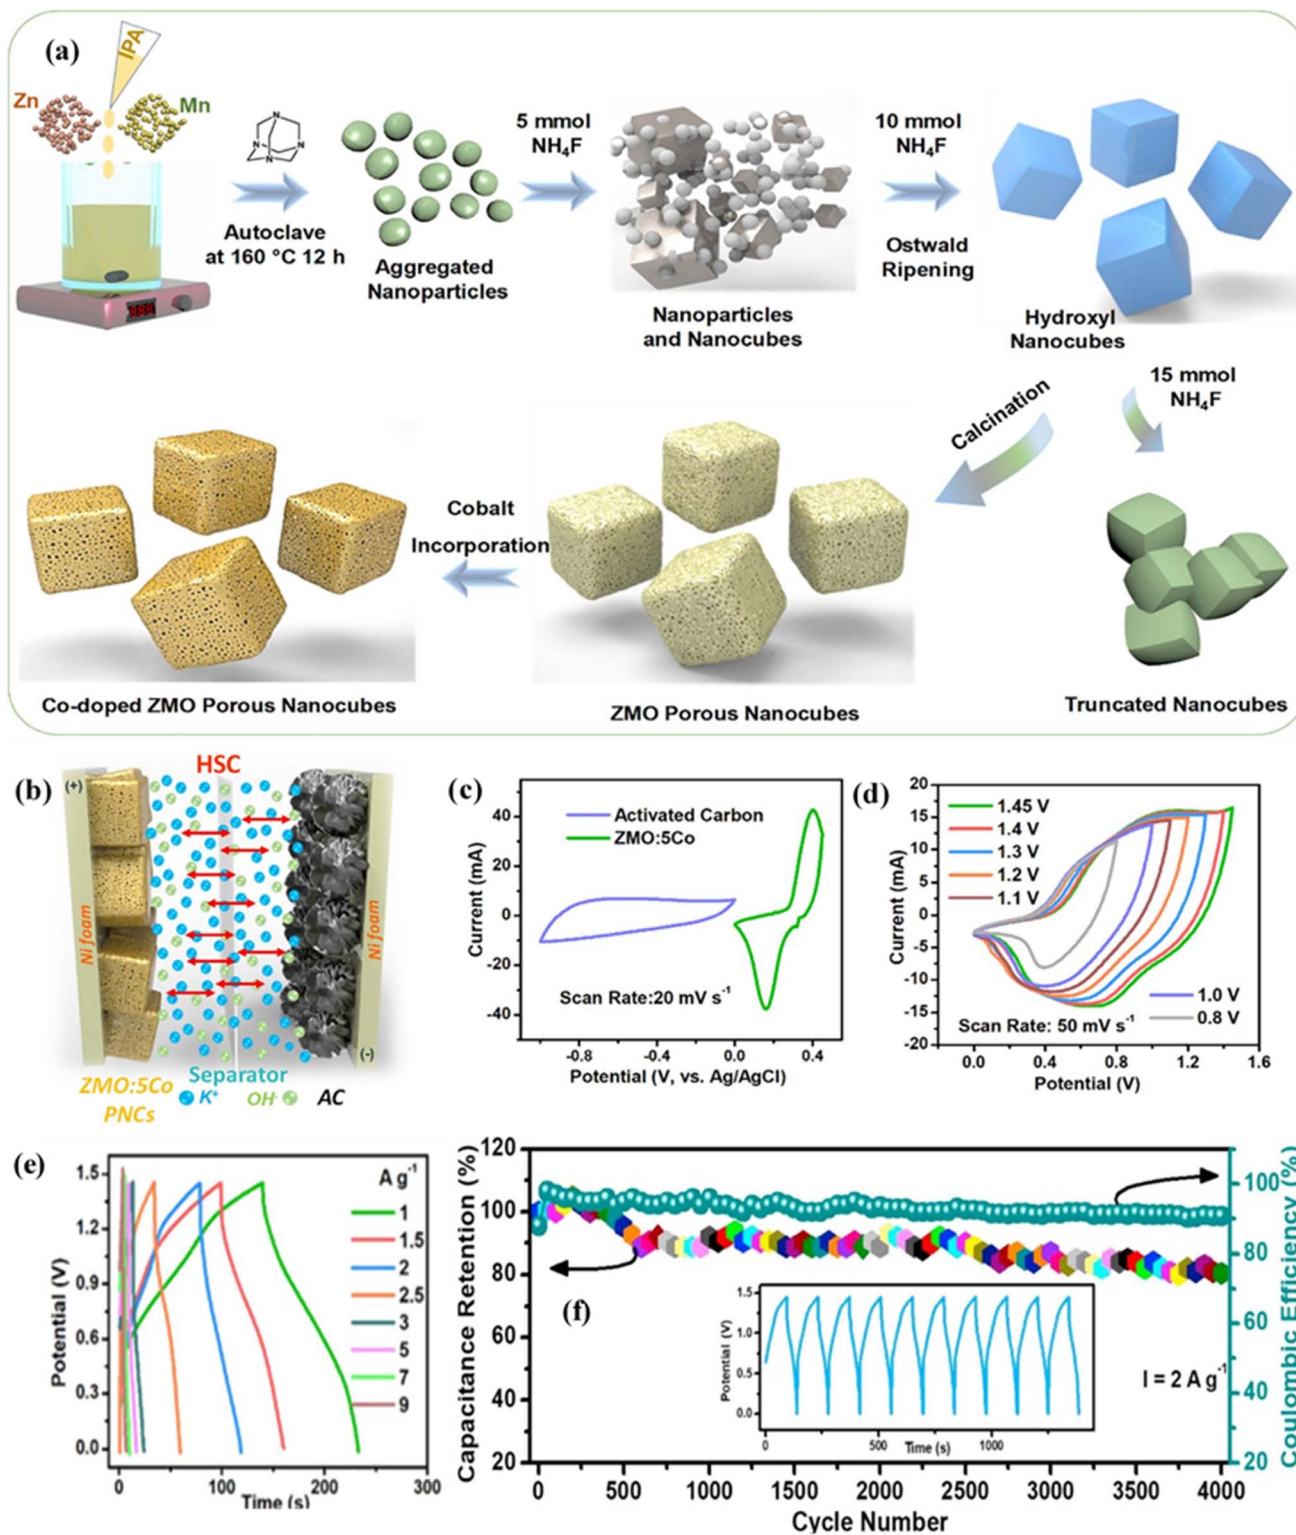 (a)
IPA
Zn
Mn
Autoclave
at 160 °C 12 h
N
N
N
N
Aggregated
Nanoparticles
5 mmol
NH₄F
Nanoparticles
and Nanocubes
10 mmol
NH₄F
Ostwald
Ripening
Hydroxyl
Nanocubes
15 mmol
NH₄F
Calcination
Truncated Nanocubes
ZMO Porous Nanocubes
Cobalt
Incorporation
Co-doped ZMO Porous Nanocubes
(b)
HSC
(+)
Ni foam
Ni foam
(-)
ZMO:5Co
PNCs
Separator
K⁺
OH⁻
AC
(c)
Activated Carbon
ZMO:5Co
Current (mA)
40
20
0
-20
-40
Scan Rate:20 mV s⁻¹
-0.8
-0.4
0.0
0.4
Potential (V, vs. Ag/AgCl)
(d)
Current (mA)
20
15
10
5
0
-5
-10
-15
-20
1.45 V
1.4 V
1.3 V
1.2 V
1.1 V
1.0 V
0.8 V
Scan Rate: 50 mV s⁻¹
0.0
0.4
0.8
1.2
1.6
Potential (V)
(e)
Potential (V)
1.5
1.2
0.9
0.6
0.3
0.0
A g⁻¹
1
1.5
2
2.5
3
5
7
9
0
100
200
300
Time (s)
(f)
Capacitance Retention (%)
120
100
80
60
40
20
Coulombic Efficiency (%)
100
80
60
40
20
I = 2 A g⁻¹
Potential (V)
1.5
1.0
0.5
0.0
0
500
1000
Time (s)
0
500
1000
1500
2000
2500
3000
3500
4000
Cycle Number